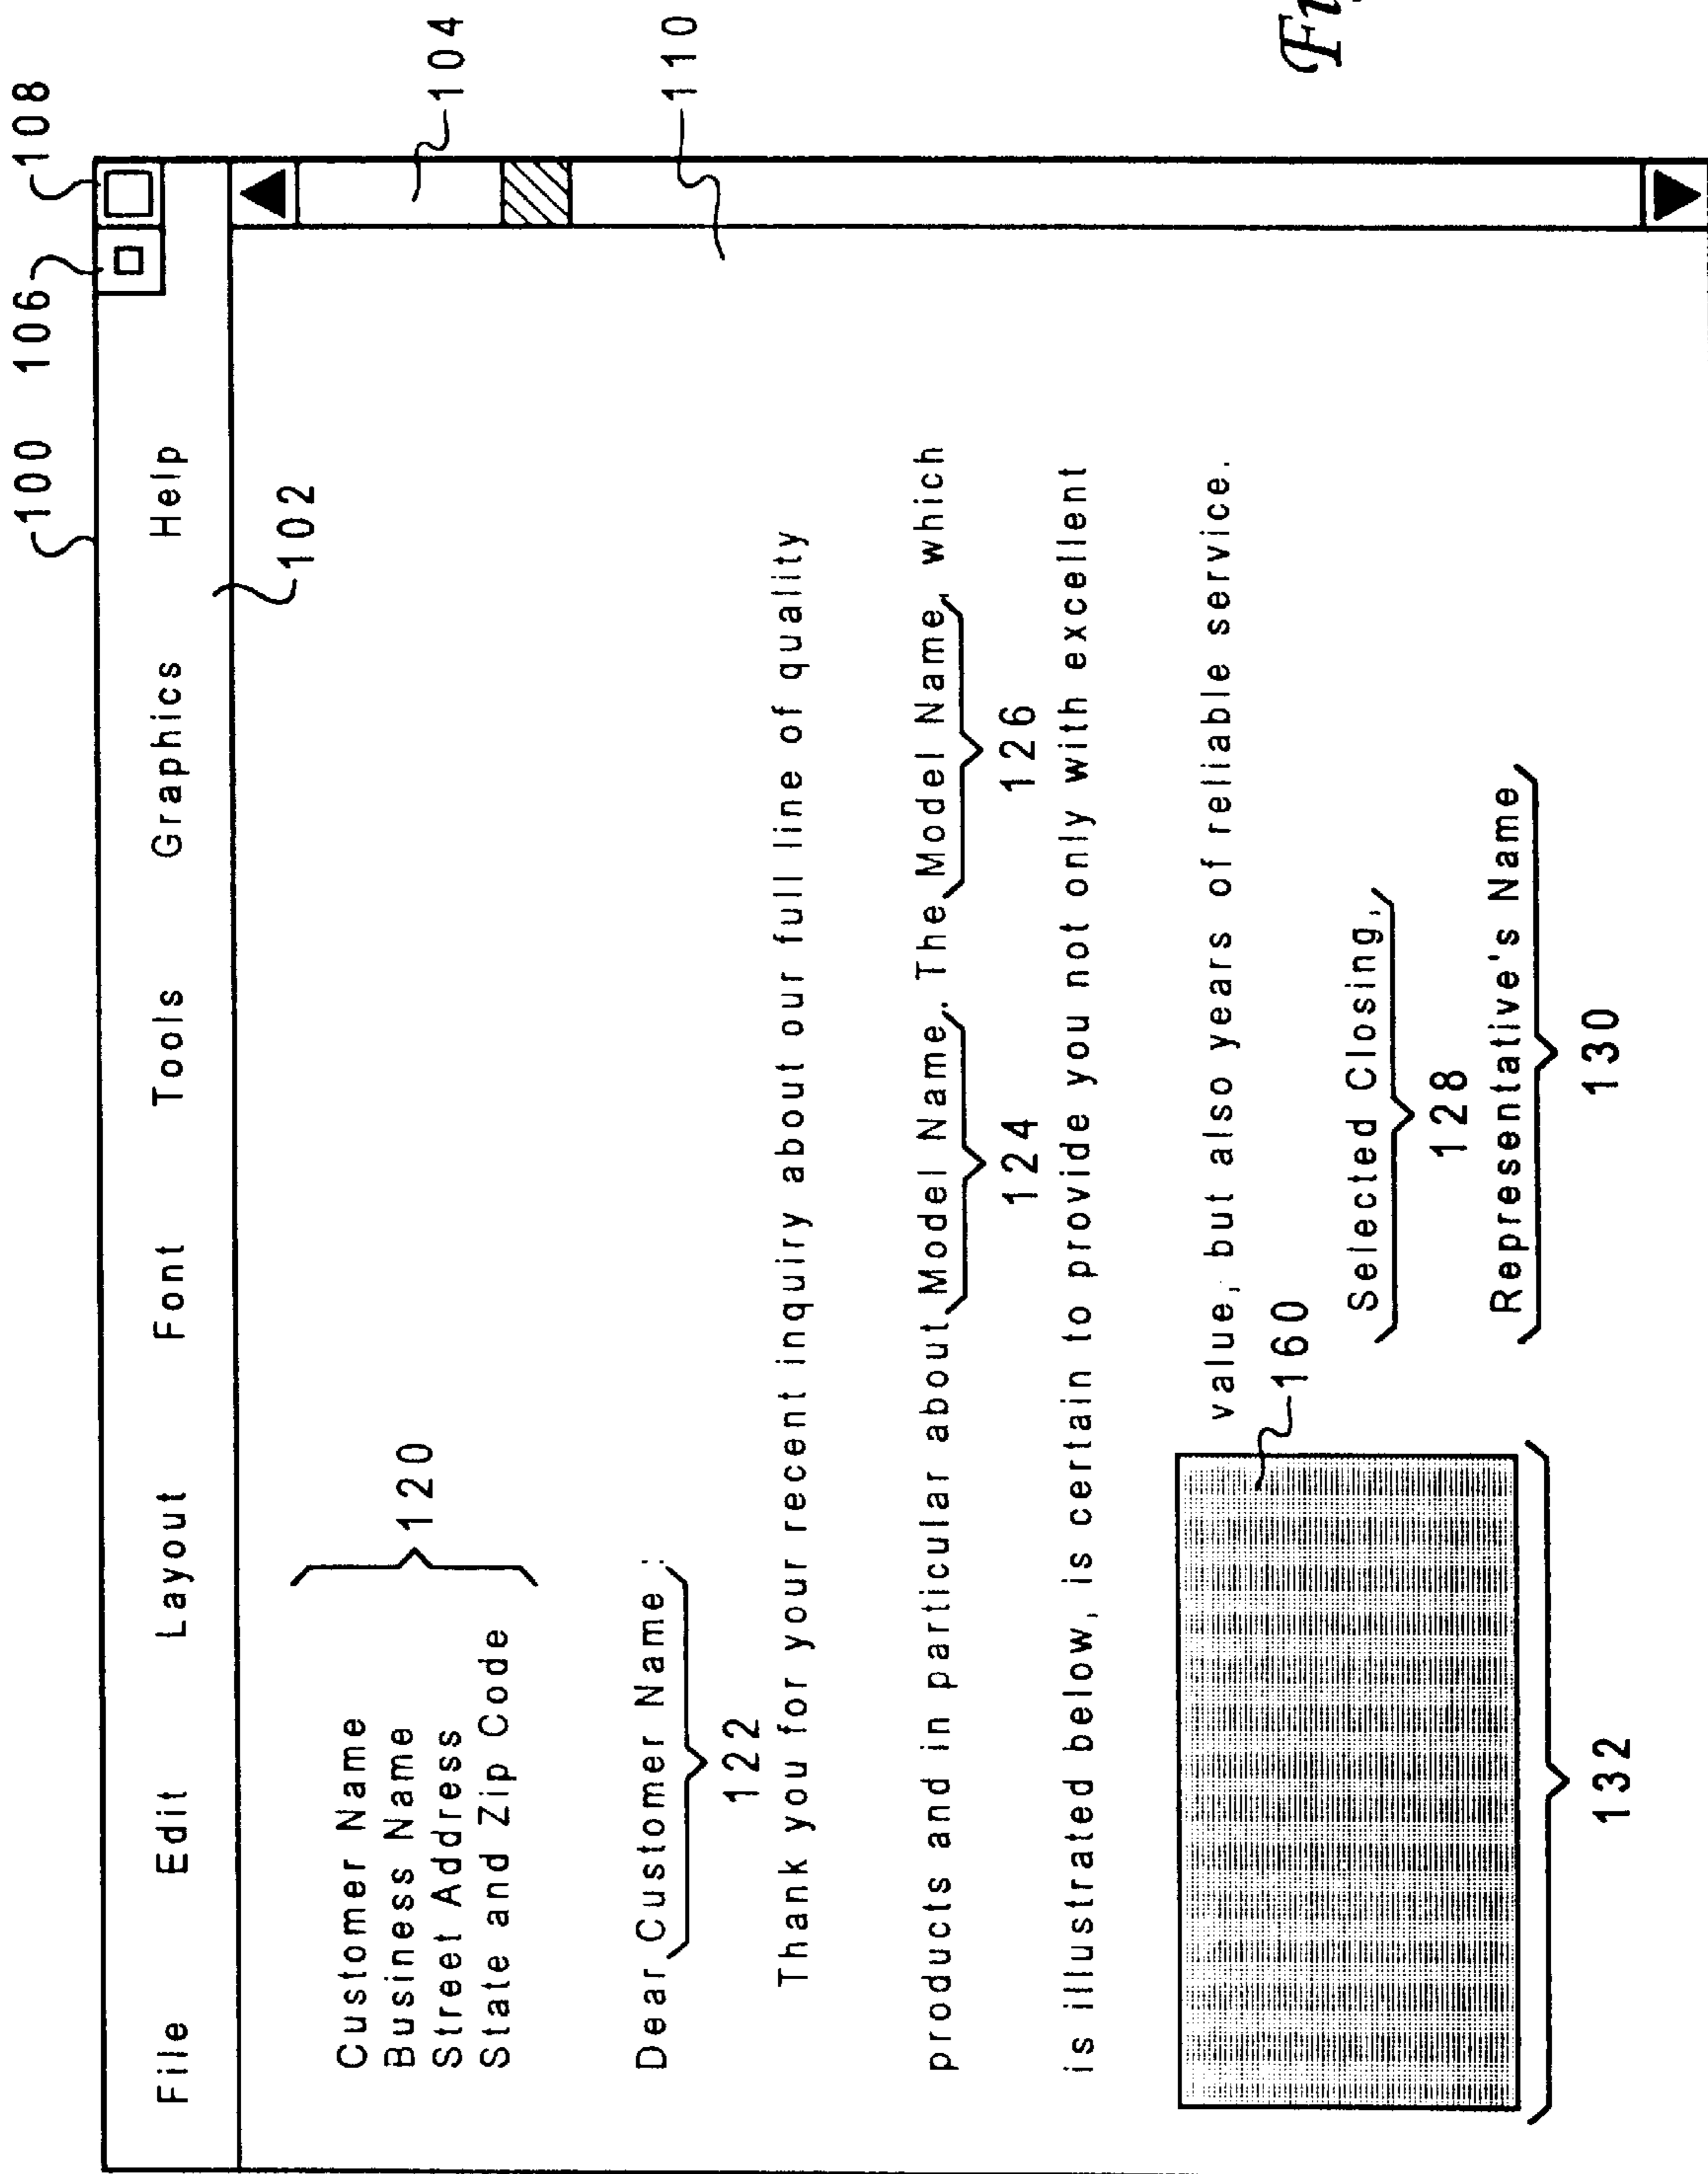 100 106 108
File Edit Layout Font Tools Graphics Help
102
104
110
Customer Name
Business Name
Street Address
State and Zip Code
120
Dear Customer Name :
122
Thank you for your recent inquiry about our full line of quality
products and in particular about Model Name. The Model Name, which
124 126
is illustrated below, is certain to provide you not only with excellent
value, but also years of reliable service.
160
Selected Closing,
128
Representative's Name
130
132